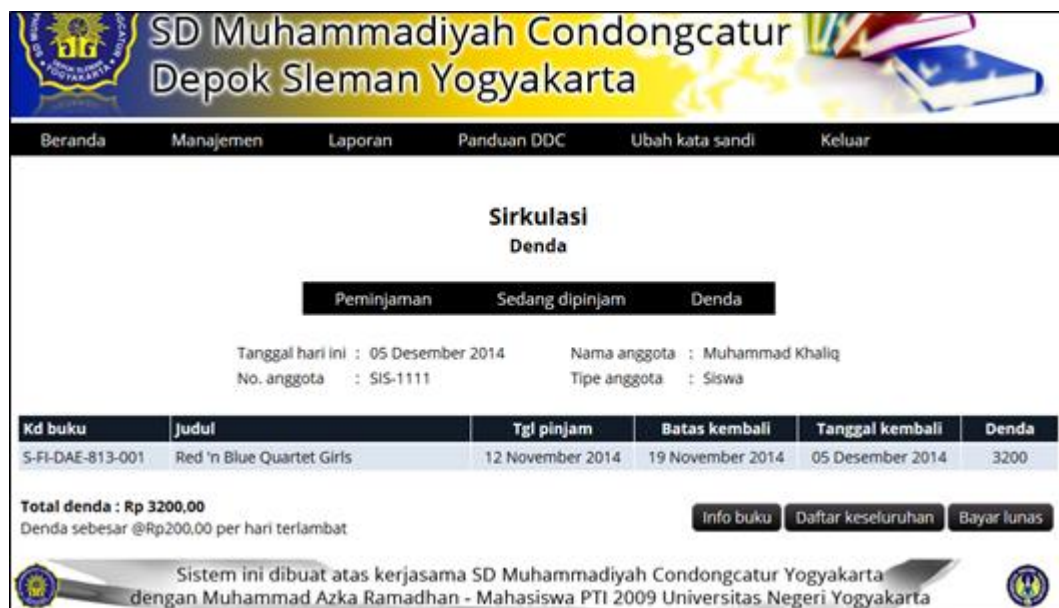 SD Muhammadiyah Condongcatur
Depok Sleman Yogyakarta
Beranda Manajemen Laporan Panduan DDC Ubah kata sandi Keluar
Sirkulasi
Denda
Peminjaman Sedang dipinjam Denda
Tanggal hari ini : 05 Desember 2014 Nama anggota : Muhammad Khaliq
No. anggota : SIS-1111 Tipe anggota : Siswa
Kd buku Judul Tgl pinjam Batas kembali Tanggal kembali Denda
S-FI-DAE-813-001 Red 'n Blue Quartet Girls 12 November 2014 19 November 2014 05 Desember 2014 3200
Total denda : Rp 3200,00
Denda sebesar @Rp200,00 per hari terlambat
Info buku Daftar keseluruhan Bayar lunas
Sistem ini dibuat atas kerjasama SD Muhammadiyah Condongcatur Yogyakarta
dengan Muhammad Azka Ramadhan - Mahasiswa PTI 2009 Universitas Negeri Yogyakarta